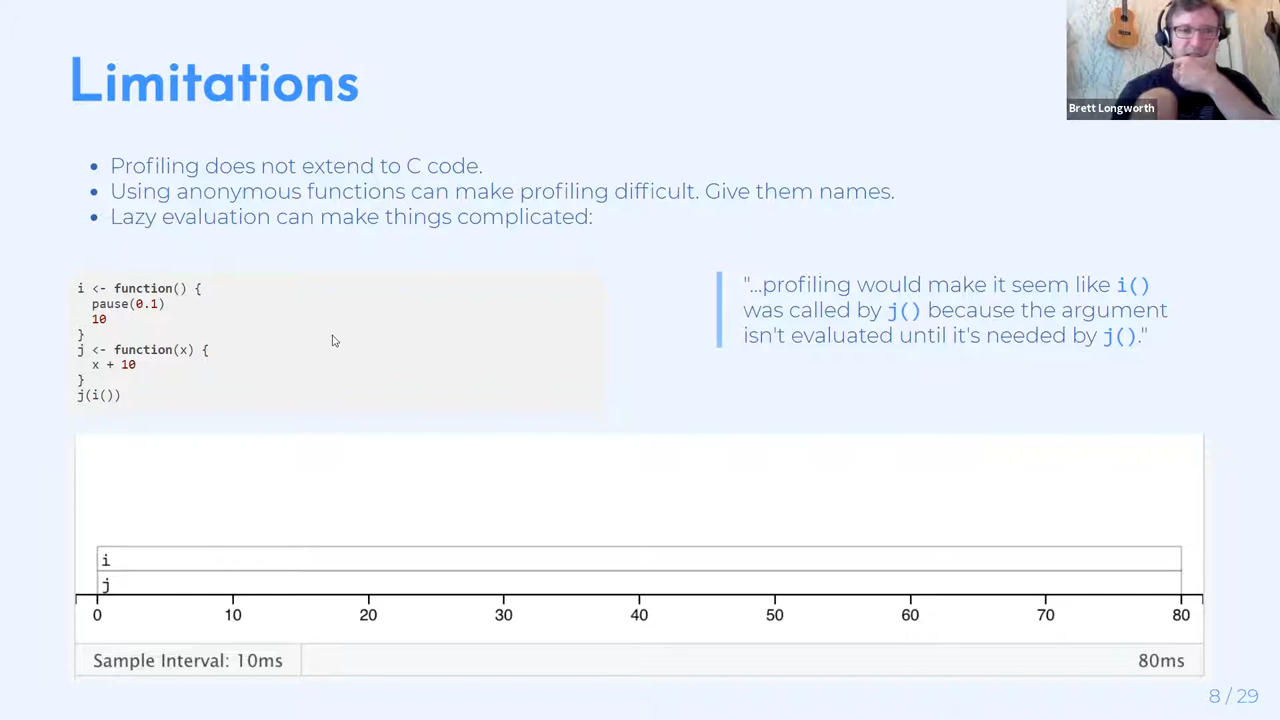 Limitations
Brett Longworth
• Profiling does not extend to C code.
• Using anonymous functions can make profiling difficult. Give them names.
• Lazy evaluation can make things complicated:
i <- function() {
  pause(0.1)
  10
}
j <- function(x) {
  x + 10
}
j(i())
"...profiling would make it seem like i()
was called by j() because the argument
isn't evaluated until it's needed by j()."
i
j
0 10 20 30 40 50 60 70 80
Sample Interval: 10ms 80ms
8 / 29